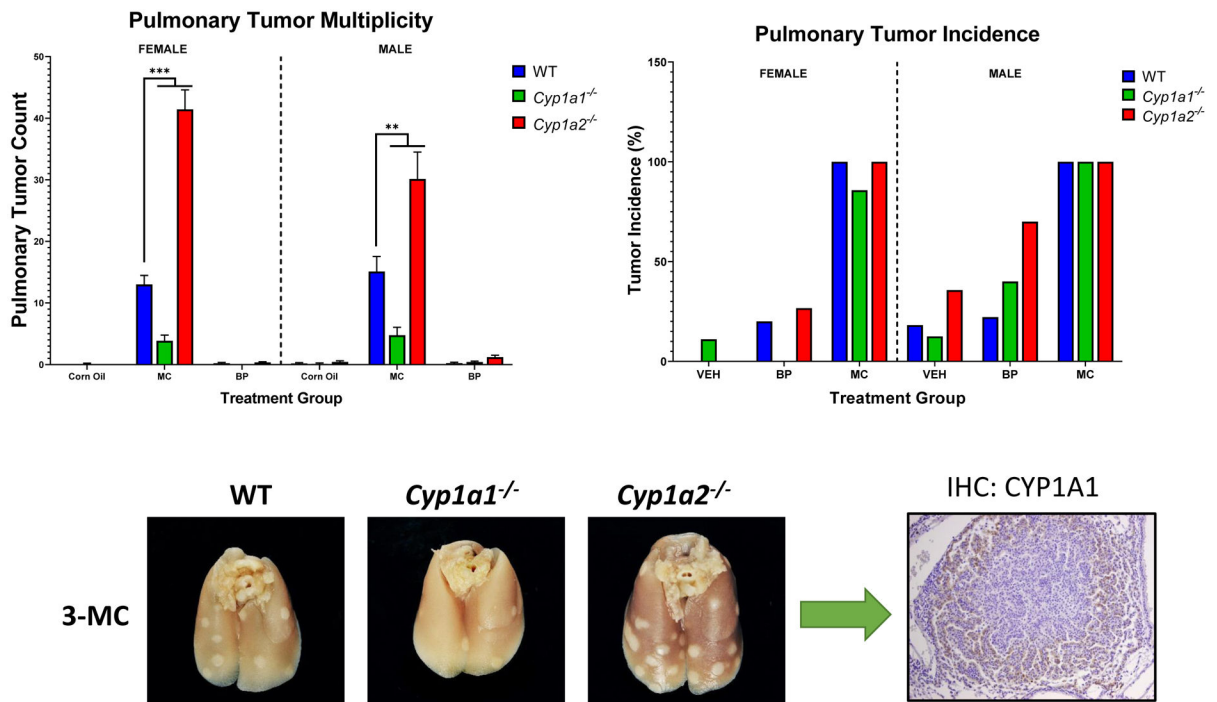 Pulmonary Tumor Multiplicity
FEMALE
MALE
50
40
30
20
10
0
***
**
Pulmonary Tumor Count
Corn Oil
MC
BP
Corn Oil
MC
BP
Treatment Group
WT
Cyp1a1-/-
Cyp1a2-/-
Pulmonary Tumor Incidence
FEMALE
MALE
150
100
50
0
Tumor Incidence (%)
VEH
BP
MC
VEH
BP
MC
Treatment Group
WT
Cyp1a1-/-
Cyp1a2-/-
WT
Cyp1a1-/-
Cyp1a2-/-
IHC: CYP1A1
3-MC